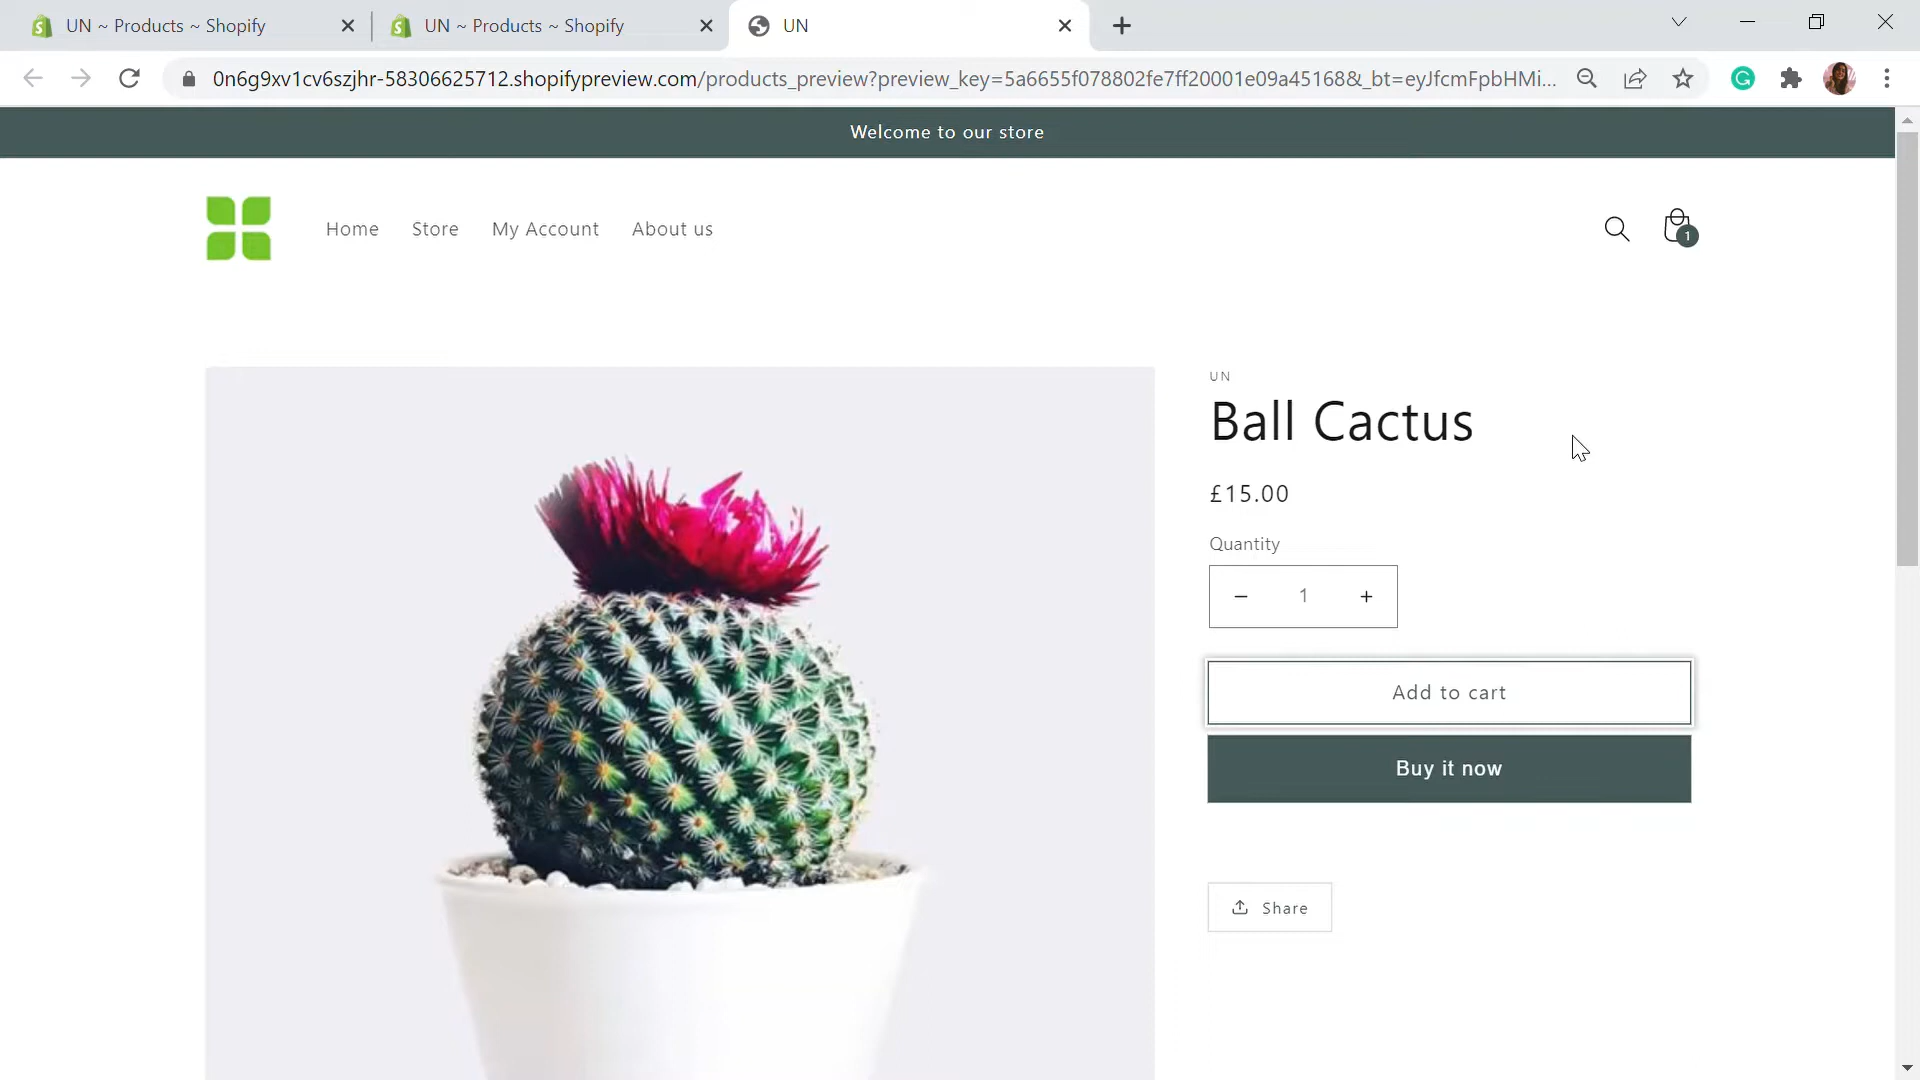 UN ~ Products ~ Shopify
UN ~ Products ~ Shopify
UN
0n6g9xv1cv6szjhr-58306625712.shopifypreview.com/products_preview?preview_key=5a6655f078802fe7ff20001e09a45168&_bt=eyJfcmFpbHMi...
Welcome to our store
Home Store My Account About us
1
UN
Ball Cactus
£15.00
Quantity
− 1 +
Add to cart
Buy it now
Share